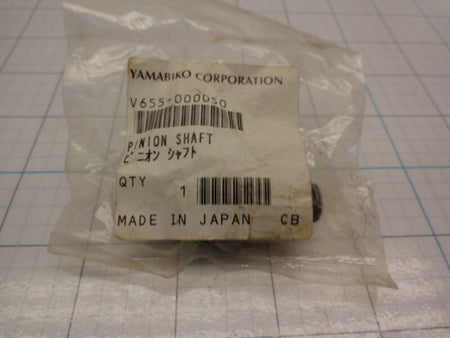 YAMABIKO CORPORATION
V655-000050
PINION SHAFT
ピニオン シャフト
QTY 1
MADE IN JAPAN CB